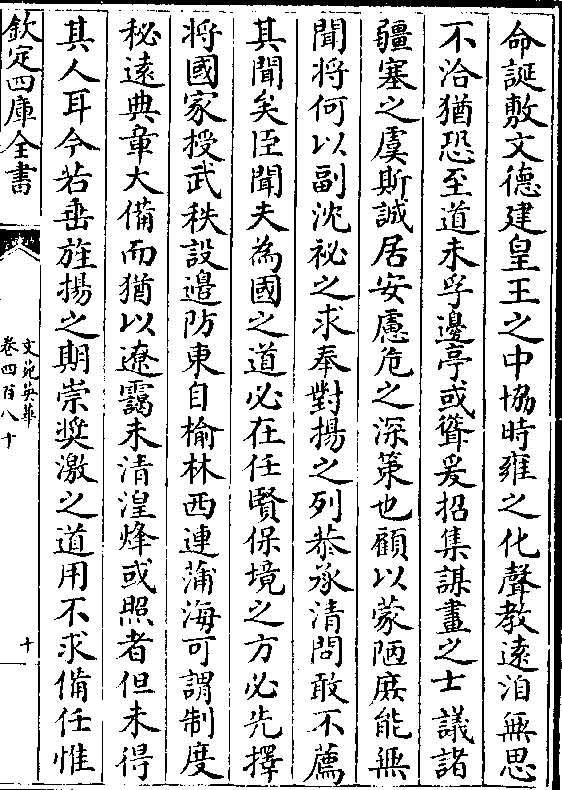 命誕敷文德建皇王之中協時雍之化聲教遠洎無思
不洽猶恐至道未孚邊亭或聳爰招集謀畫之士議諸
疆塞之虞斯誠居安慮危之深策也顧以蒙陋庶能無
聞將何以副沈祕之求奉對揚之列恭承清問敢不薦
其聞矣臣聞夫為國之道必在任賢保境之方必先擇
將國家授武秩設邊防東自榆林西連蒲海可謂制度
秘遠典章大備而猶以遼靄未清湟烽或照者但未得
其人耳今若垂旌揚之期崇奬激之道用不求備任惟
欽定四庫全書
文苑英華
卷四百八十
十